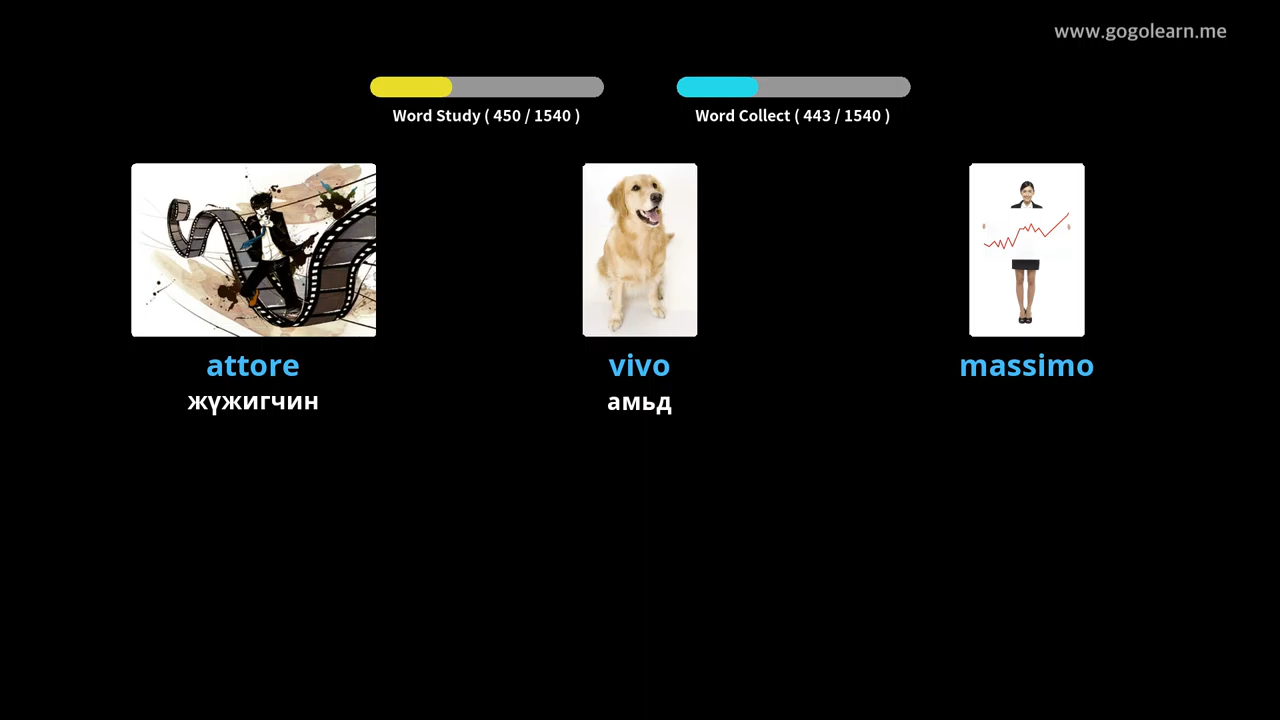 www.gogolearn.me
Word Study ( 450 / 1540 )
Word Collect ( 443 / 1540 )
attore
vivo
massimo
жүжигчин
амьд